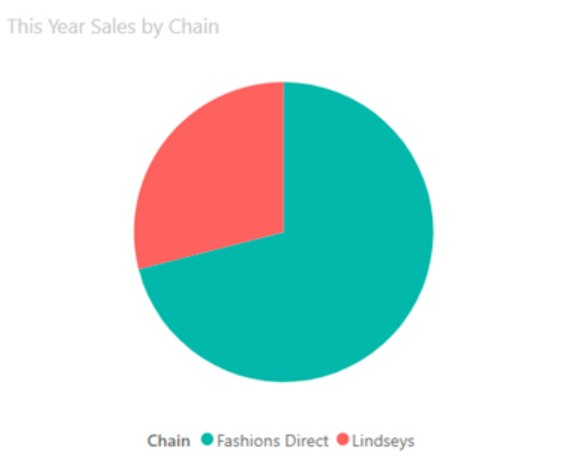 This Year Sales by Chain
Chain Fashions Direct Lindseys